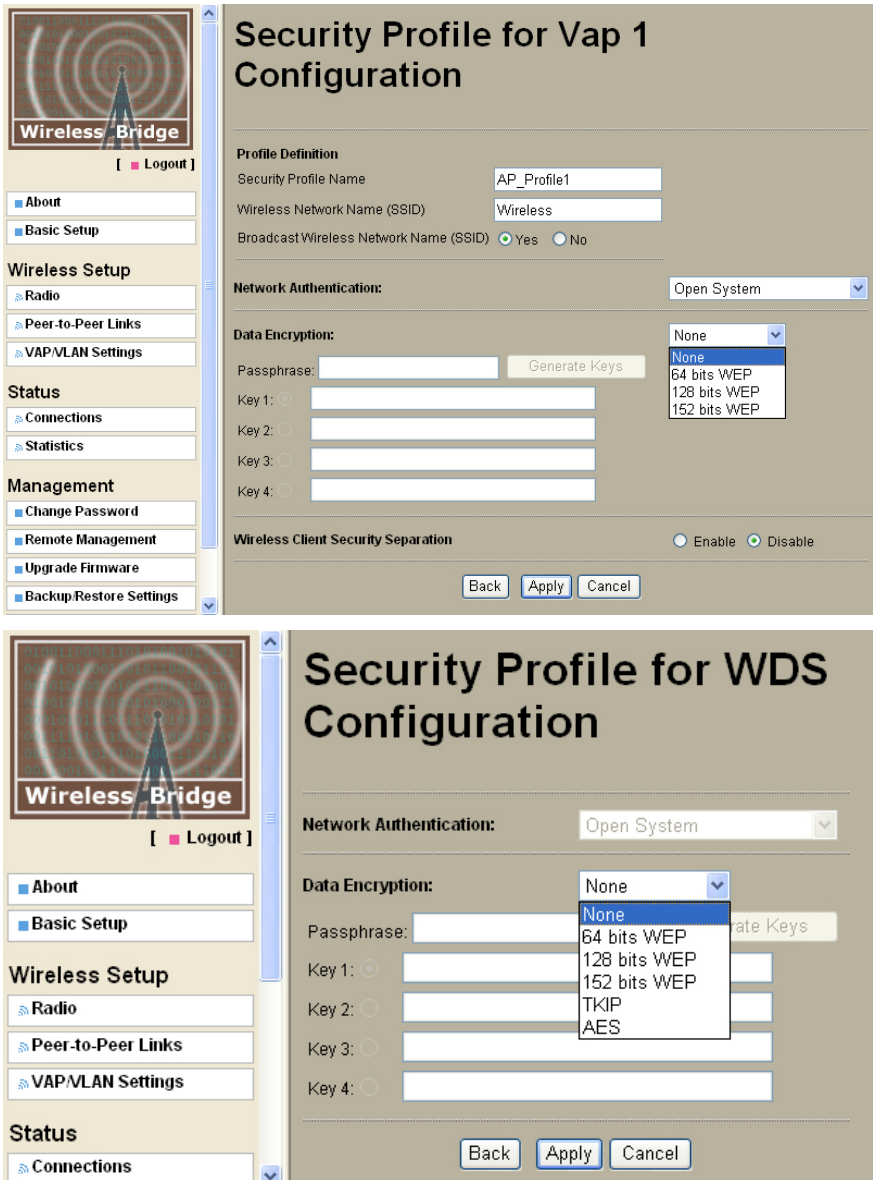 Wireless Bridge
[ Logout ]
About
Basic Setup
Wireless Setup
Radio
Peer-to-Peer Links
VAP/VLAN Settings
Status
Connections
Statistics
Management
Change Password
Remote Management
Upgrade Firmware
Backup/Restore Settings
Security Profile for Vap 1
Configuration
Profile Definition
Security Profile Name AP_Profile1
Wireless Network Name (SSID) Wireless
Broadcast Wireless Network Name (SSID) Yes No
Network Authentication: Open System
Data Encryption: None
None
64 bits WEP
128 bits WEP
152 bits WEP
Passphrase: Generate Keys
Key 1:
Key 2:
Key 3:
Key 4:
Wireless Client Security Separation Enable Disable
Back Apply Cancel
Wireless Bridge
[ Logout ]
About
Basic Setup
Wireless Setup
Radio
Peer-to-Peer Links
VAP/VLAN Settings
Status
Connections
Security Profile for WDS
Configuration
Network Authentication: Open System
Data Encryption: None
None
64 bits WEP
128 bits WEP
152 bits WEP
TKIP
AES
Passphrase: rate Keys
Key 1:
Key 2:
Key 3:
Key 4:
Back Apply Cancel